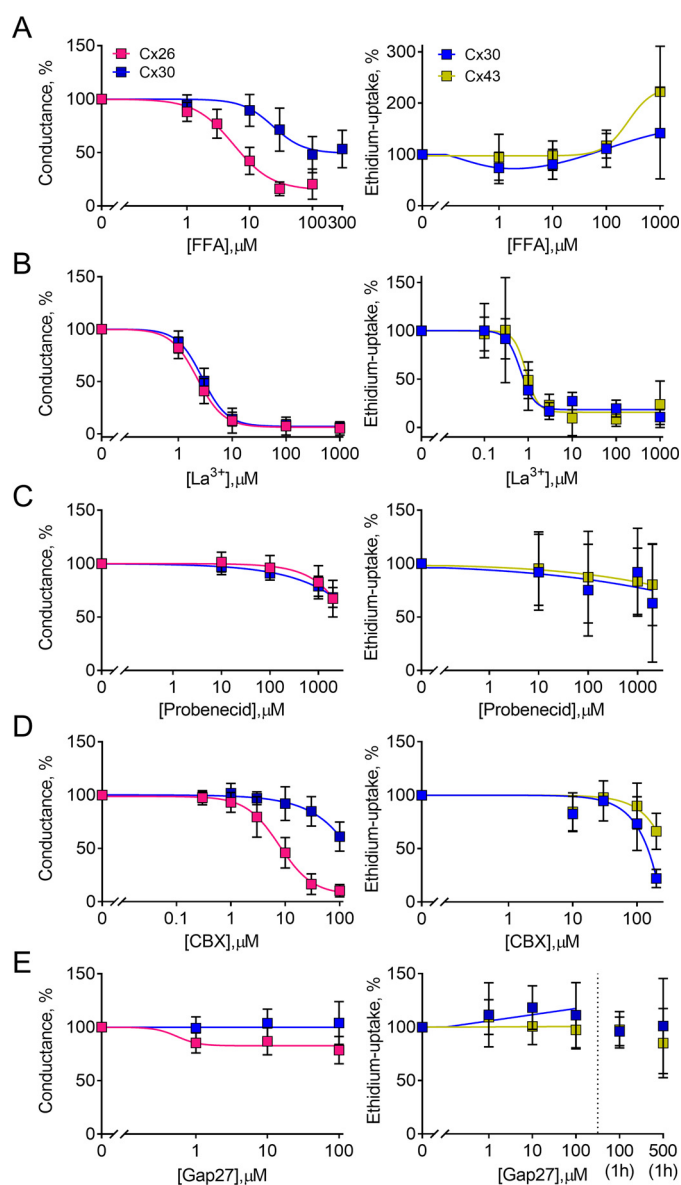 A
150
100
50
0
Conductance, %
Cx26
Cx30
0
1
10
100
300
[FFA],µM
300
200
100
0
Ethidium-uptake, %
Cx30
Cx43
0
1
10
100
1000
[FFA],µM
B
150
100
50
0
Conductance, %
0
1
10
100
1000
[La³⁺],µM
150
100
50
0
Ethidium-uptake, %
0
0.1
1
10
100
1000
[La³⁺],µM
C
150
100
50
0
Conductance, %
0
1
10
100
1000
[Probenecid],µM
150
100
50
0
Ethidium-uptake, %
0
1
10
100
1000
[Probenecid],µM
D
150
100
50
0
Conductance, %
0
0.1
1
10
100
[CBX],µM
150
100
50
0
Ethidium-uptake, %
0
1
10
100
[CBX],µM
E
150
100
50
0
Conductance, %
0
1
10
100
[Gap27],µM
150
100
50
0
Ethidium-uptake, %
0
1
10
100
100
(1h)
500
(1h)
[Gap27],µM